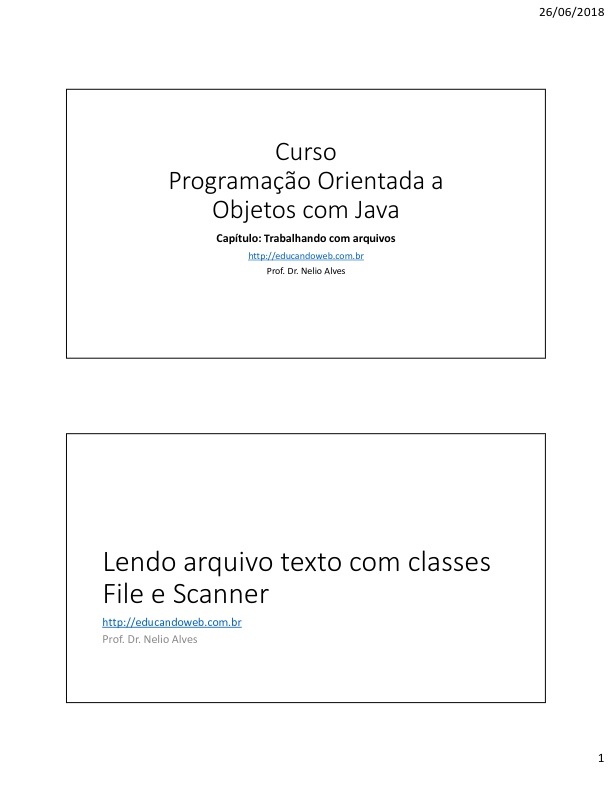 26/06/2018
Curso
Programação Orientada a
Objetos com Java
Capítulo: Trabalhando com arquivos
http://educandoweb.com.br
Prof. Dr. Nelio Alves
Lendo arquivo texto com classes
File e Scanner
http://educandoweb.com.br
Prof. Dr. Nelio Alves
1